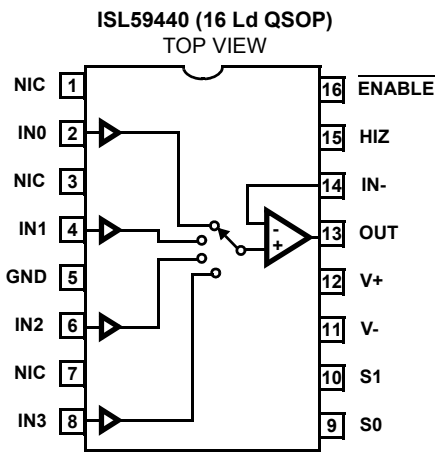 ISL59440 (16 Ld QSOP)
TOP VIEW
NIC 1
IN0 2
NIC 3
IN1 4
GND 5
IN2 6
NIC 7
IN3 8
16 ENABLE
15 HIZ
14 IN-
13 OUT
12 V+
11 V-
10 S1
9 S0
-
+